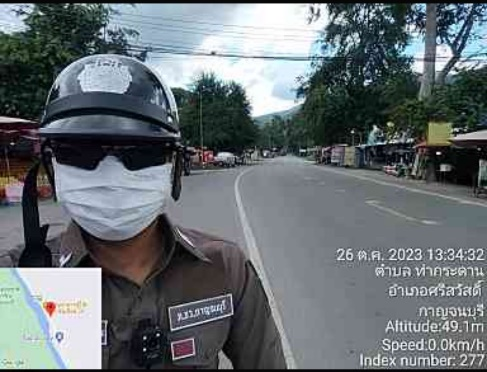 26 ต.ค. 2023 13:34:32
ตำบล ท่ากระดาน
อำเภอศรีสวัสดิ์
กาญจนบุรี
Altitude:49.1m
Speed:0.0km/h
Index number: 277